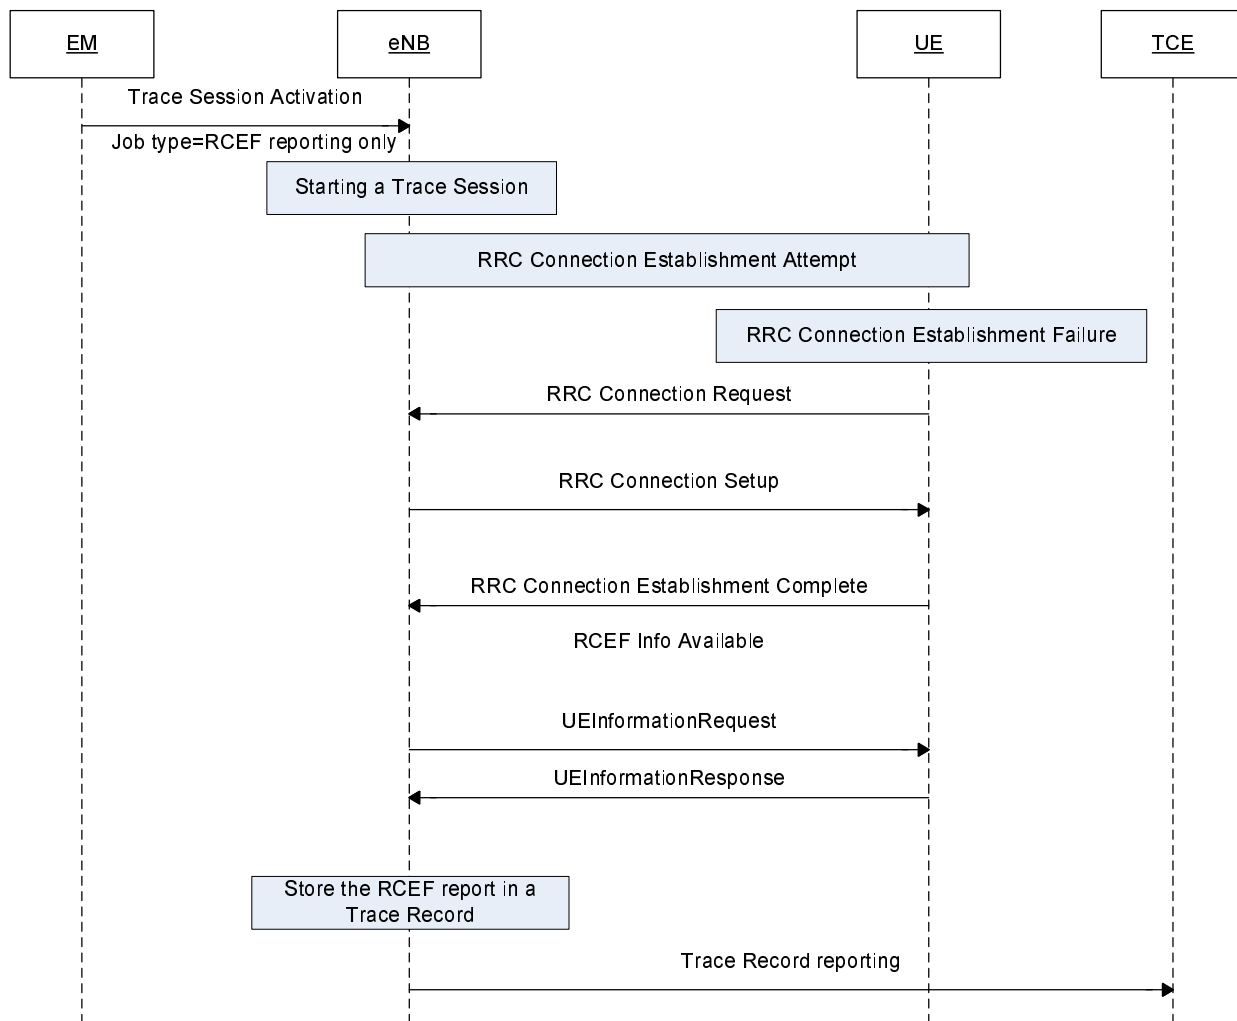 EM
eNB
UE
TCE
Trace Session Activation
Job type=RCEF reporting only
Starting a Trace Session
RRC Connection Establishment Attempt
RRC Connection Establishment Failure
RRC Connection Request
RRC Connection Setup
RRC Connection Establishment Complete
RCEF Info Available
UEInformationRequest
UEInformationResponse
Store the RCEF report in a
Trace Record
Trace Record reporting